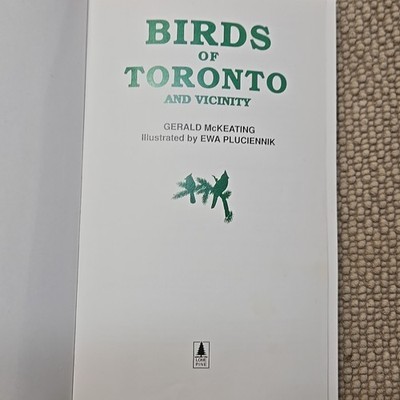 BIRDS
OF
TORONTO
AND VICINITY
GERALD McKEATING
Illustrated by EWA PLUCIENNIK
LONE
PINE